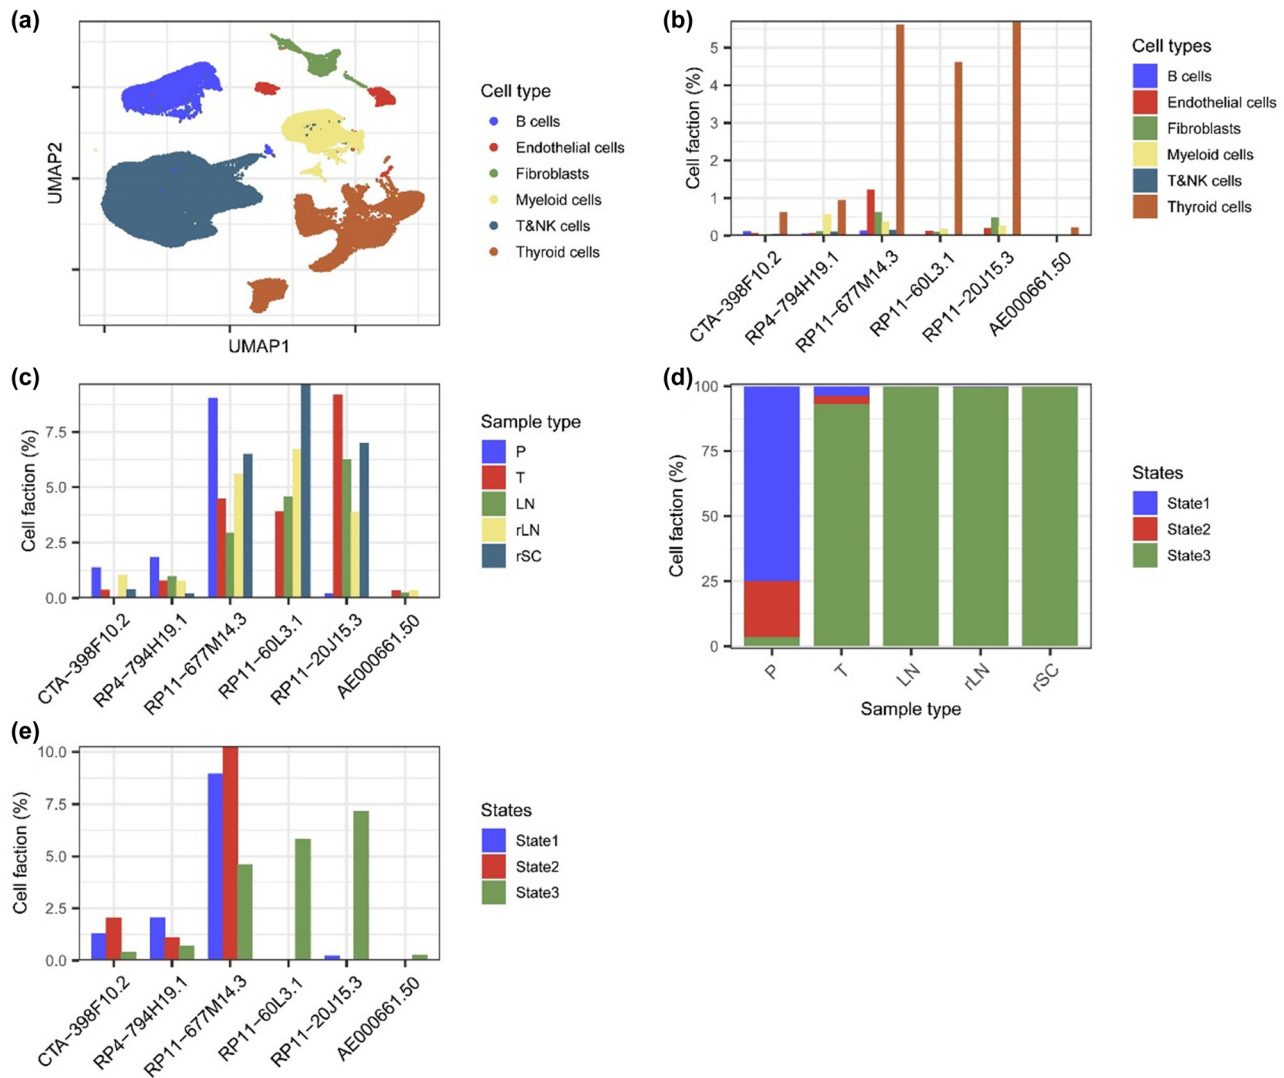 (a)
UMAP2
UMAP1
Cell type
B cells
Endothelial cells
Fibroblasts
Myeloid cells
T&NK cells
Thyroid cells
(b)
Cell faction (%)
5
4
3
2
1
0
CTA−398F10.2
RP4−794H19.1
RP11−677M14.3
RP11−60L3.1
RP11−20J15.3
AE000661.50
Cell types
B cells
Endothelial cells
Fibroblasts
Myeloid cells
T&NK cells
Thyroid cells
(c)
Cell faction (%)
7.5
5.0
2.5
0.0
CTA−398F10.2
RP4−794H19.1
RP11−677M14.3
RP11−60L3.1
RP11−20J15.3
AE000661.50
Sample type
P
T
LN
rLN
rSC
(d)
Cell faction (%)
100
75
50
25
0
P
T
LN
rLN
rSC
Sample type
States
State1
State2
State3
(e)
Cell faction (%)
10.0
7.5
5.0
2.5
0.0
CTA−398F10.2
RP4−794H19.1
RP11−677M14.3
RP11−60L3.1
RP11−20J15.3
AE000661.50
States
State1
State2
State3